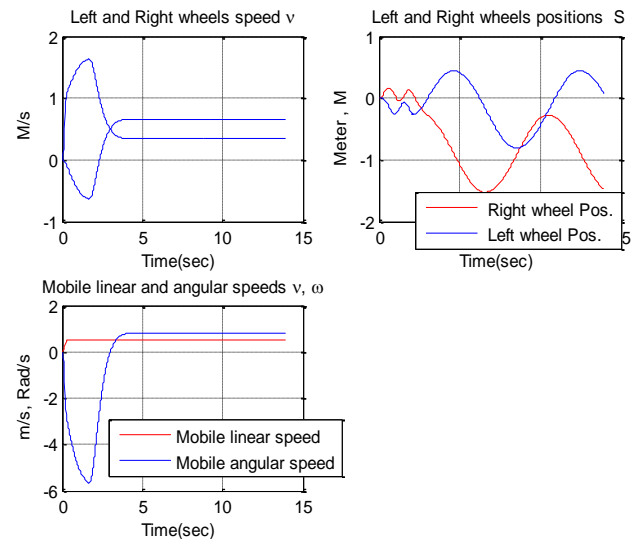 Left and Right wheels speed ν
M/s
2
1
0
-1
0
5
10
15
Time(sec)
Left and Right wheels positions S
Meter , M
1
0
-1
-2
0
5
Right wheel Pos.
Left wheel Pos.
Time(sec)
Mobile linear and angular speeds ν, ω
m/s, Rad/s
2
0
-2
-4
-6
Mobile linear speed
Mobile angular speed
0
5
10
15
Time(sec)